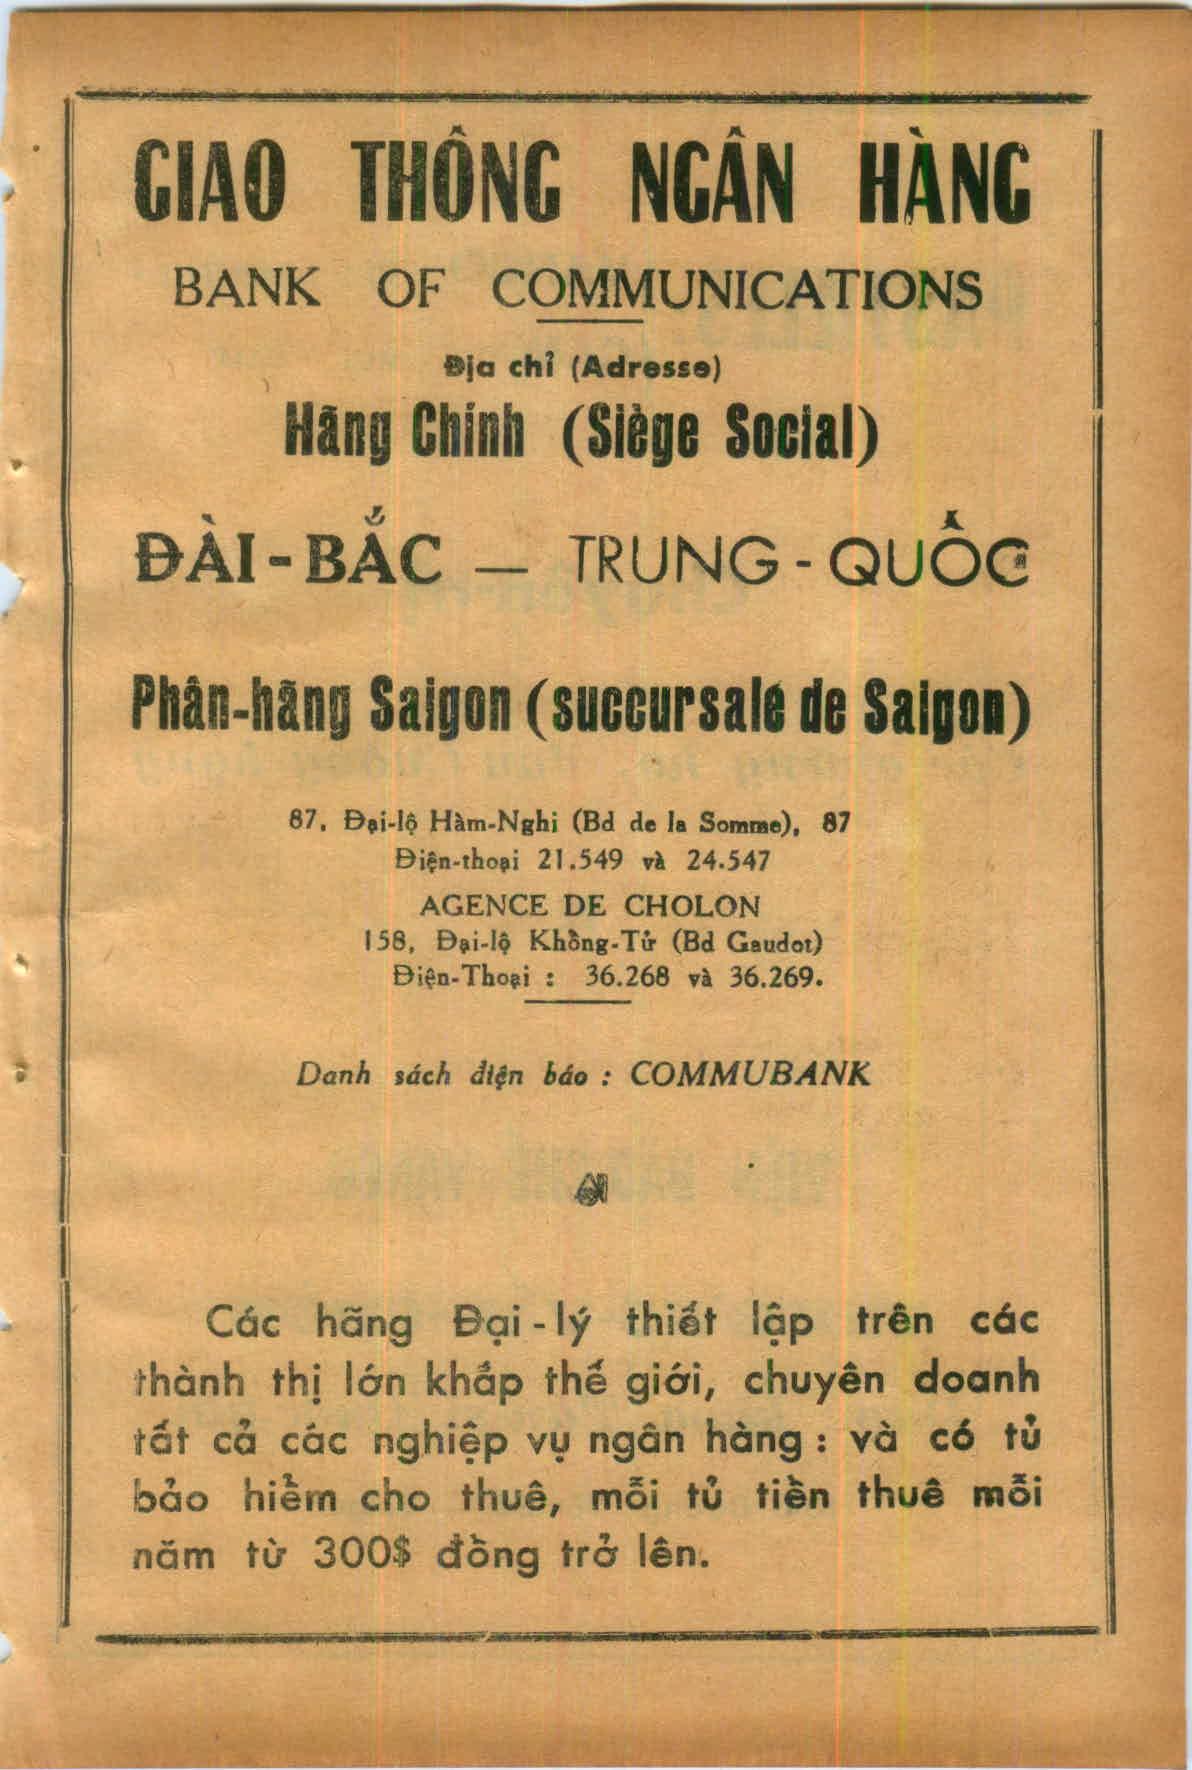 GIAO THÔNG NGÂN HÀNG
BANK OF COMMUNICATIONS
Địa chỉ (Adresse)
Hãng Chính (Siège Social)
ĐÀI-BẮC — TRUNG-QUỐC
Phân-hãng Saigon (succursale de Saigon)
87, Đại-lộ Hàm-Nghi (Bd de la Somme), 87
Điện-thoại 21.549 và 24.547
AGENCE DE CHOLON
158, Đại-lộ Khổng-Tử (Bd Gaudot)
Điện-Thoại : 36.268 và 36.269.
Danh sách điện báo : COMMUBANK
Các hãng Đại-lý thiết lập trên các
thành thị lớn khắp thế giới, chuyên doanh
tất cả các nghiệp vụ ngân hàng : và có tủ
bảo hiểm cho thuê, mỗi tủ tiền thuê mỗi
năm từ 300$ đồng trở lên.